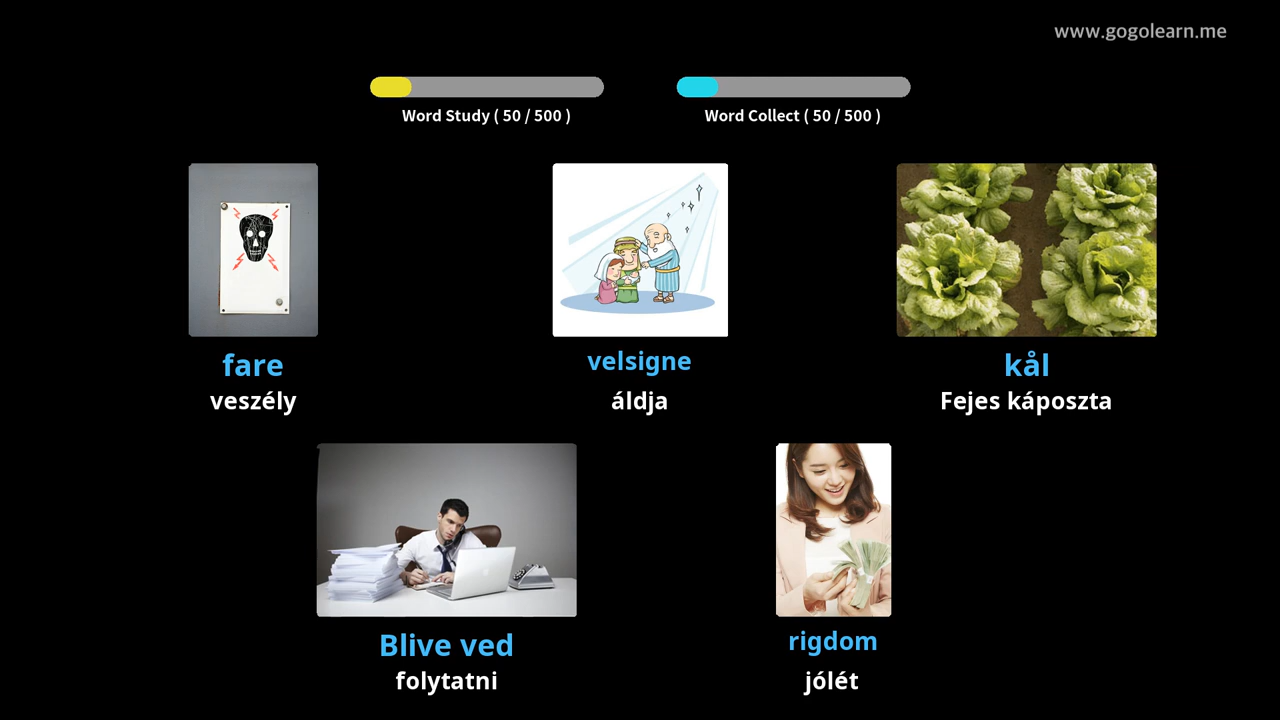 www.gogolearn.me
Word Study ( 50 / 500 )
Word Collect ( 50 / 500 )
fare
veszély
velsigne
áldja
kål
Fejes káposzta
Blive ved
folytatni
rigdom
jólét